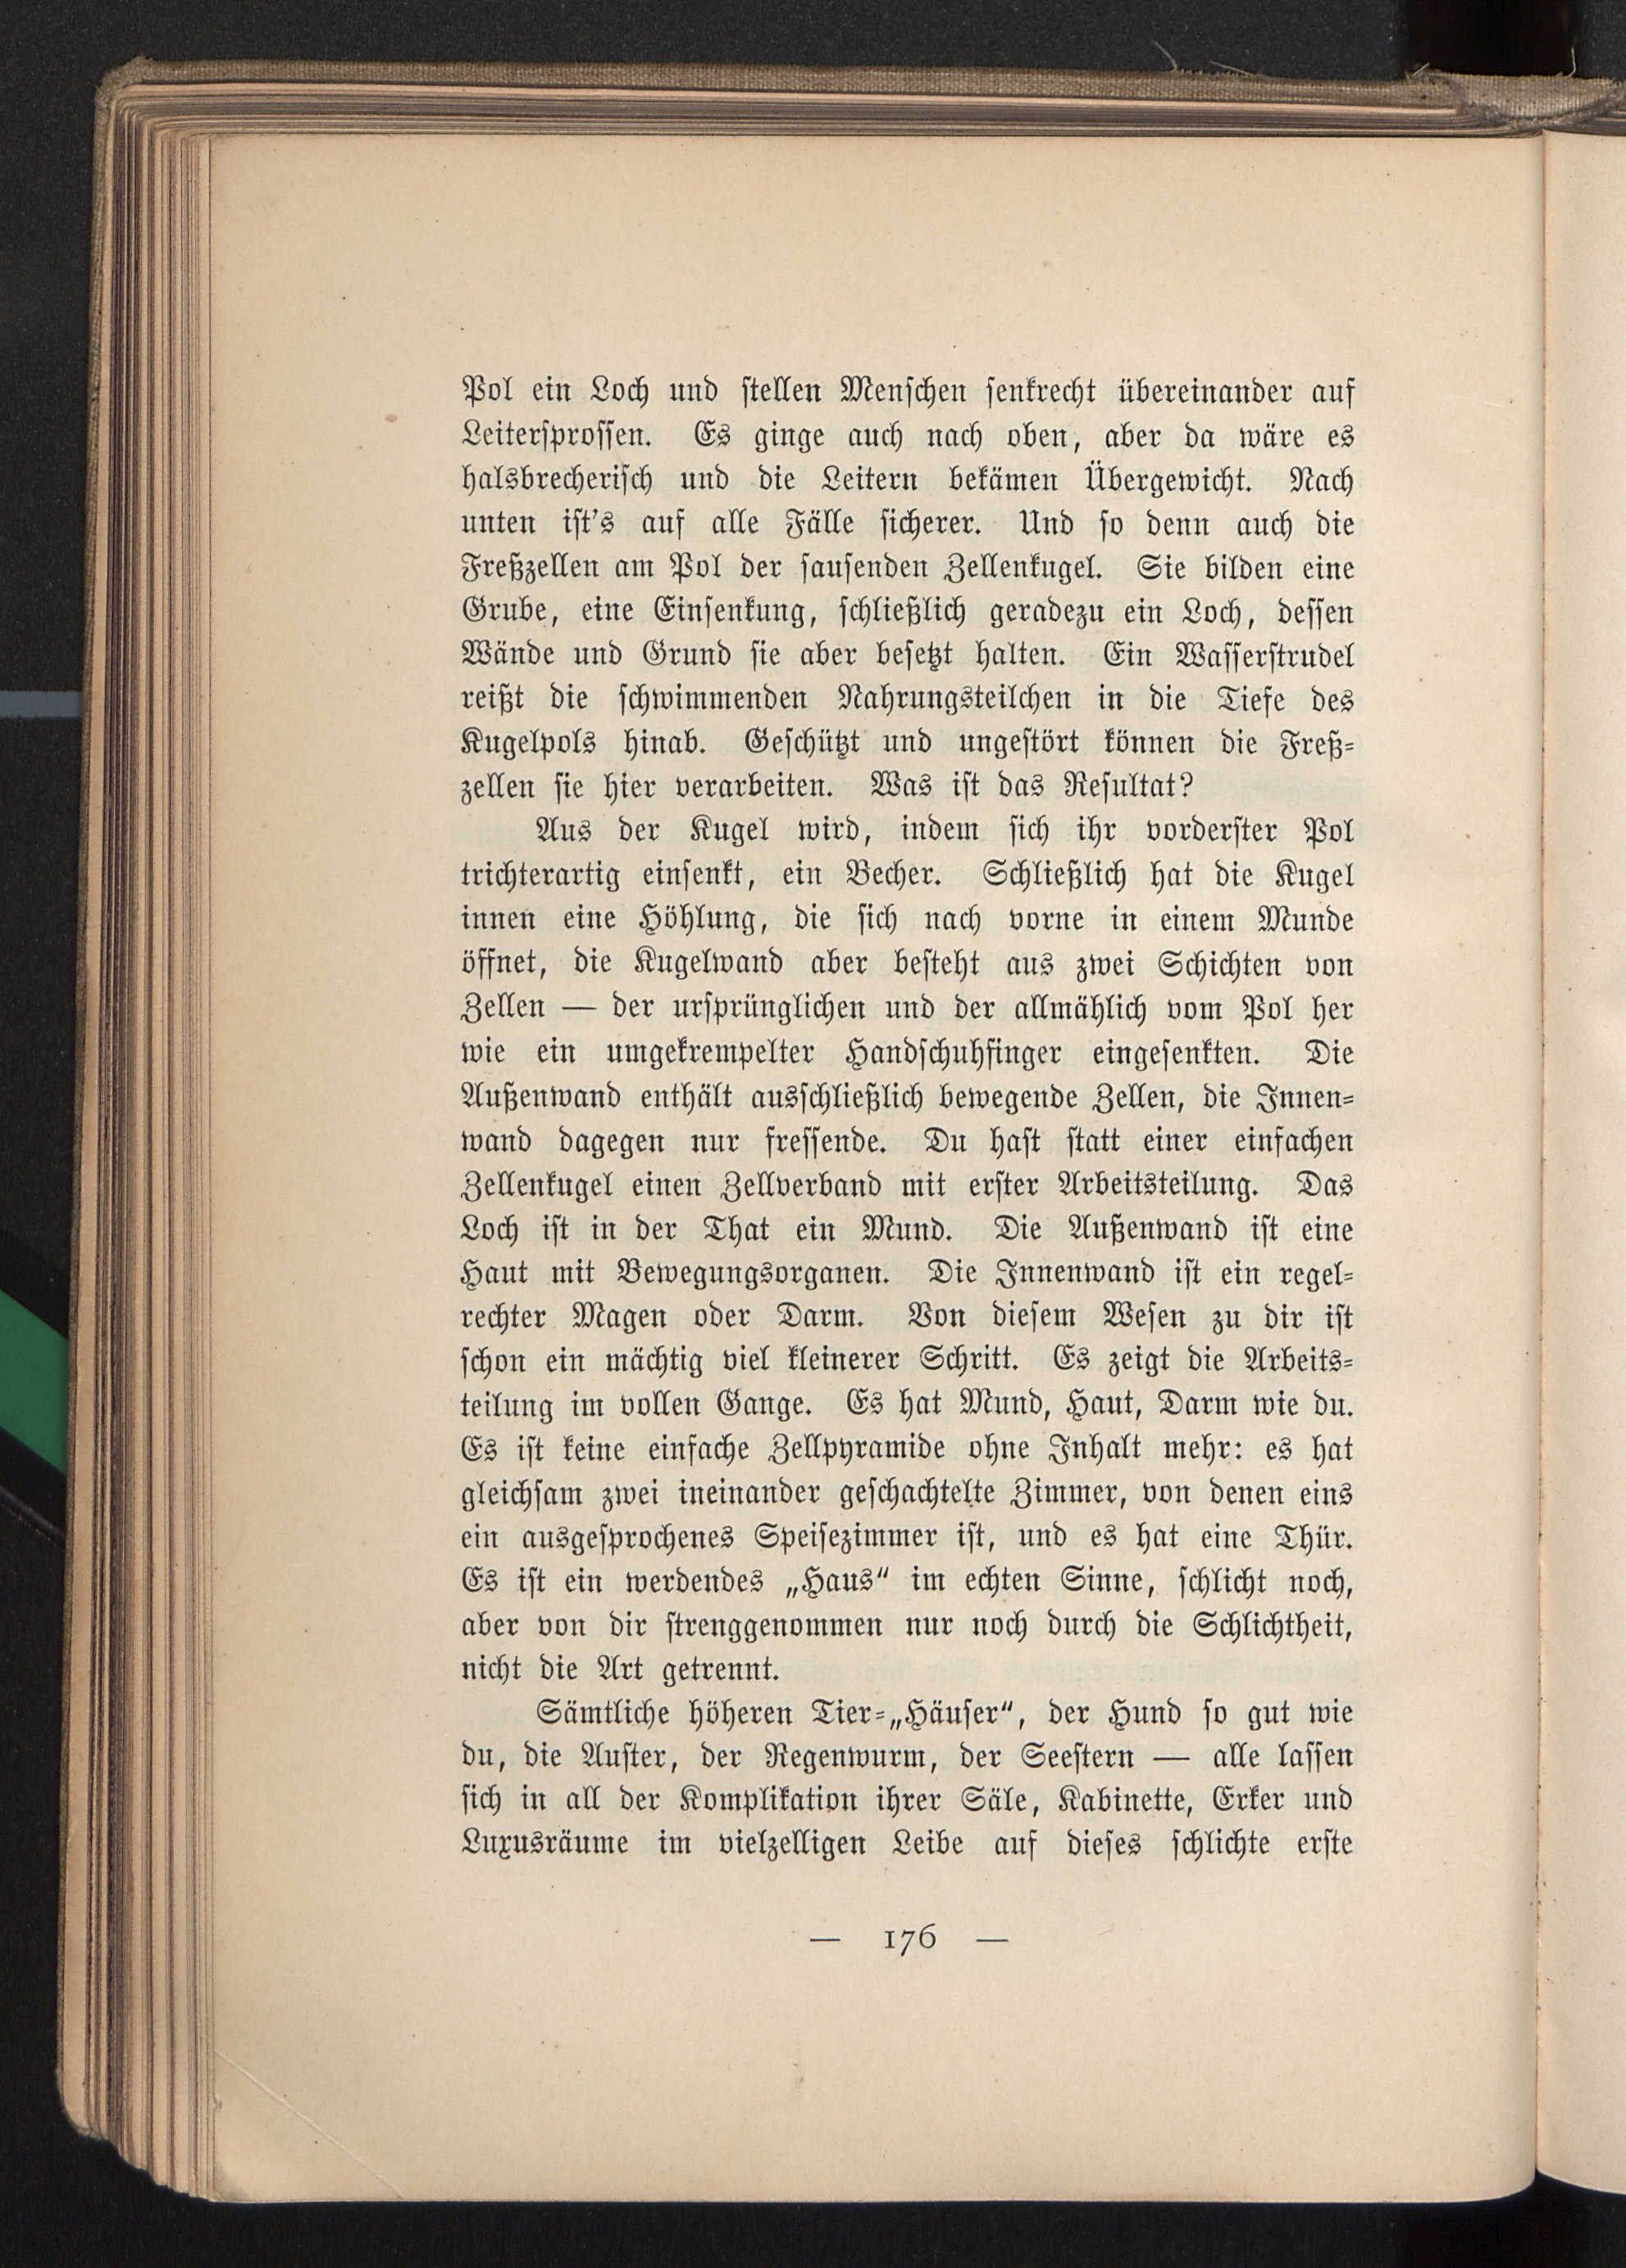 Pol ein Loch und stellen Menschen senkrecht übereinander auf
Leitersprossen. Es ginge auch nach oben, aber da wäre es
halsbrecherisch und die Leitern bekämen Übergewicht. Nach
unten ist's auf alle Fälle sicherer. Und so denn auch die
Freßzellen am Pol der sausenden Zellenkugel. Sie bilden eine
Grube, eine Einsenkung, schließlich geradezu ein Loch, dessen
Wände und Grund sie aber besetzt halten. Ein Wasserstrudel
reißt die schwimmenden Nahrungsteilchen in die Tiefe des
Kugelpols hinab. Geschützt und ungestört können die Freß-
zellen sie hier verarbeiten. Was ist das Resultat?
Aus der Kugel wird, indem sich ihr vorderster Pol
trichterartig einsenkt, ein Becher. Schließlich hat die Kugel
innen eine Höhlung, die sich nach vorne in einem Munde
öffnet, die Kugelwand aber besteht aus zwei Schichten von
Zellen — der ursprünglichen und der allmählich vom Pol her
wie ein umgekrempelter Handschuhfinger eingesenkten. Die
Außenwand enthält ausschließlich bewegende Zellen, die Innen-
wand dagegen nur fressende. Du hast statt einer einfachen
Zellenkugel einen Zellverband mit erster Arbeitsteilung. Das
Loch ist in der That ein Mund. Die Außenwand ist eine
Haut mit Bewegungsorganen. Die Innenwand ist ein regel-
rechter Magen oder Darm. Von diesem Wesen zu dir ist
schon ein mächtig viel kleinerer Schritt. Es zeigt die Arbeits-
teilung im vollen Gange. Es hat Mund, Haut, Darm wie du.
Es ist keine einfache Zellpyramide ohne Inhalt mehr: es hat
gleichsam zwei ineinander geschachtelte Zimmer, von denen eins
ein ausgesprochenes Speisezimmer ist, und es hat eine Thür.
Es ist ein werdendes „Haus“ im echten Sinne, schlicht noch,
aber von dir strenggenommen nur noch durch die Schlichtheit,
nicht die Art getrennt.
Sämtliche höheren Tier-„Häuser“, der Hund so gut wie
du, die Auster, der Regenwurm, der Seestern — alle lassen
sich in all der Komplikation ihrer Säle, Kabinette, Erker und
Luxusräume im vielzelligen Leibe auf dieses schlichte erste
— 176 —